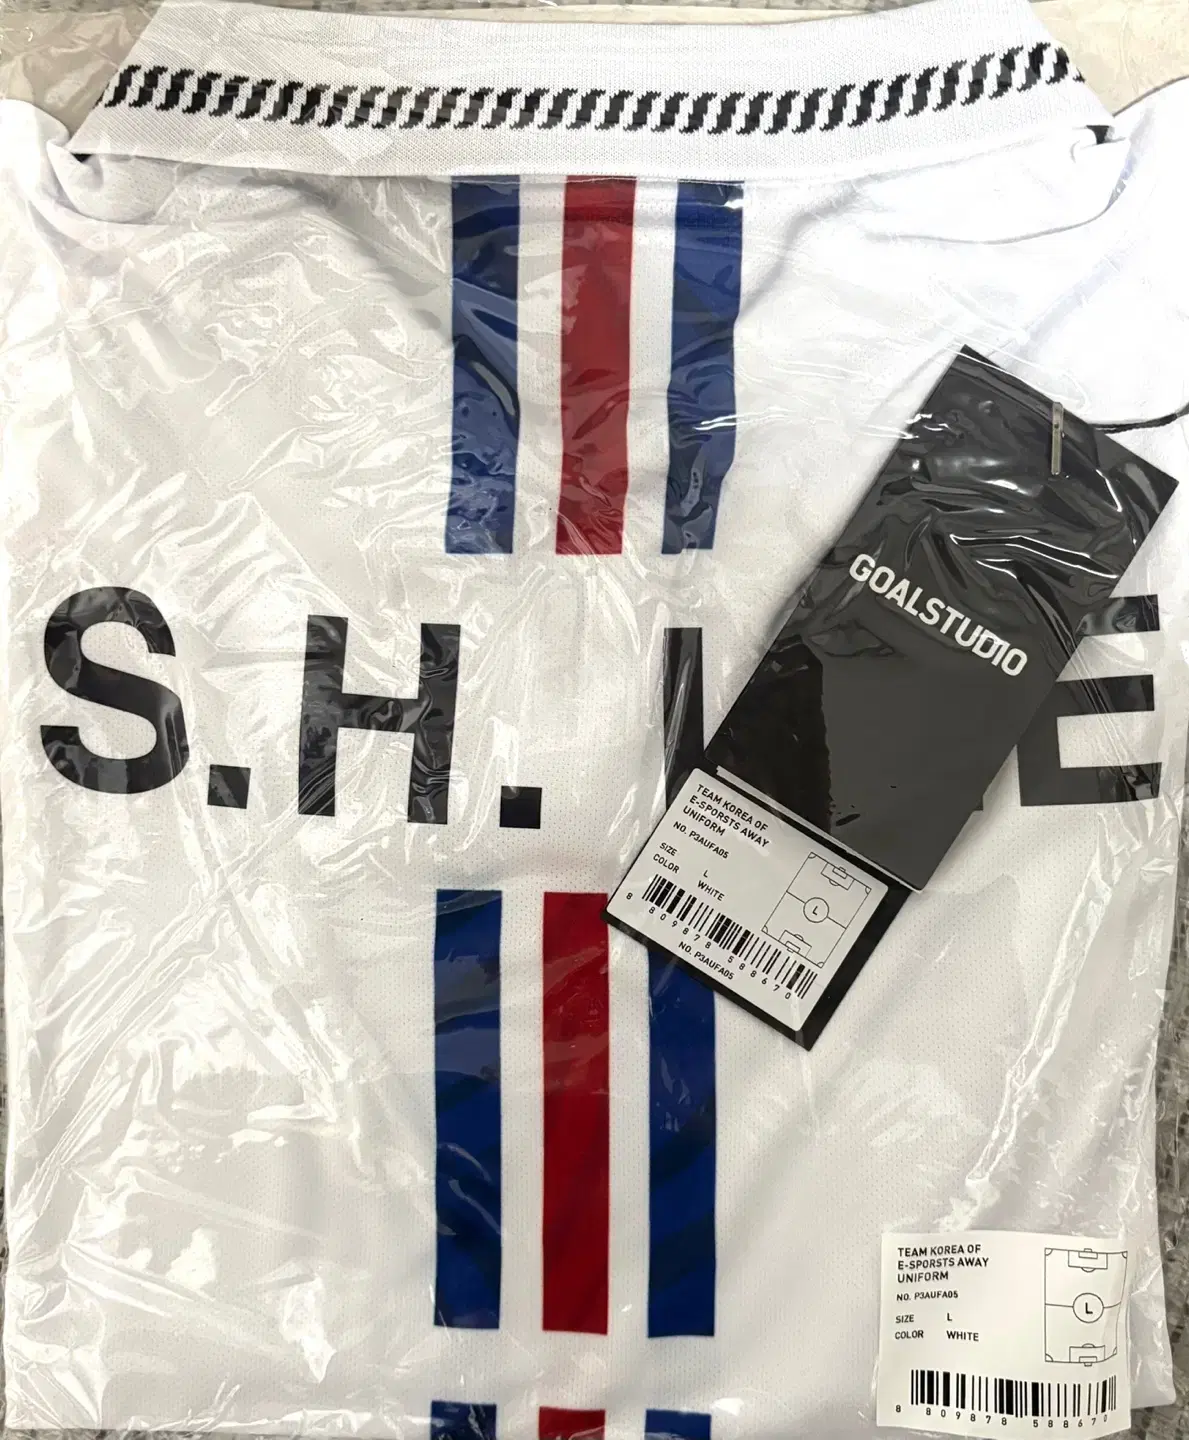 GOALSTUDIO
S.H.
E
TEAM KOREA OF
E-SPORSTS AWAY
UNIFORM
NO. P3AUFA05
SIZE L
COLOR WHITE
L
8 809878 588670
NO. P3AUFA05
TEAM KOREA OF
E-SPORSTS AWAY
UNIFORM
NO. P3AUFA05
SIZE L
COLOR WHITE
L
8 809878 588670